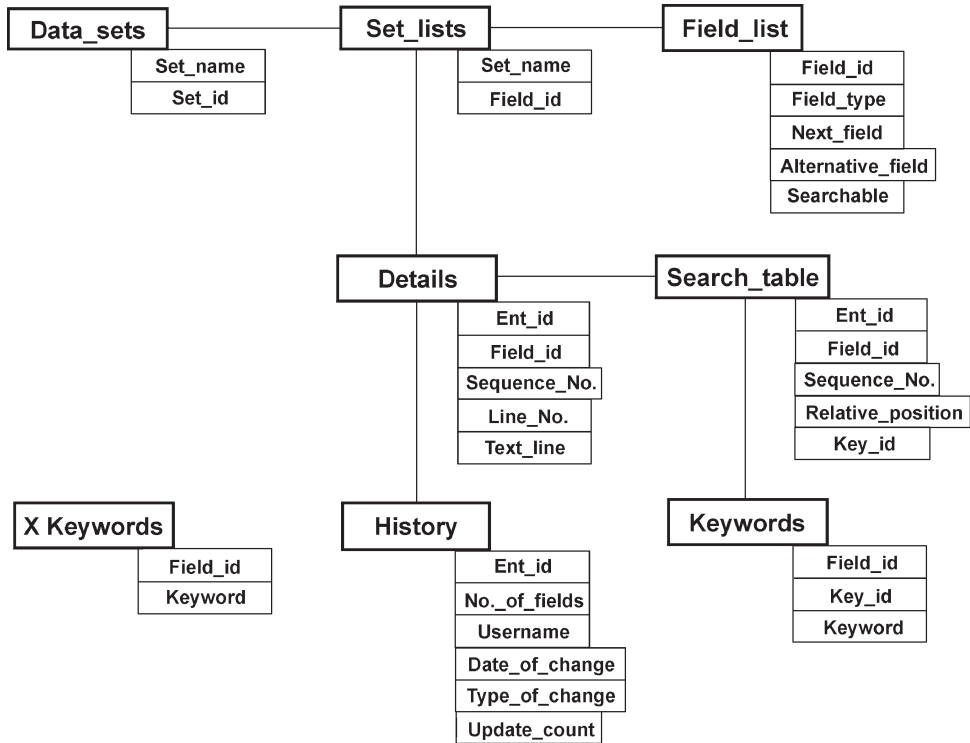 Data_sets
Set_name
Set_id
Set_lists
Set_name
Field_id
Field_list
Field_id
Field_type
Next_field
Alternative_field
Searchable
Details
Ent_id
Field_id
Sequence_No.
Line_No.
Text_line
Search_table
Ent_id
Field_id
Sequence_No.
Relative_position
Key_id
X Keywords
Field_id
Keyword
History
Ent_id
No._of_fields
Username
Date_of_change
Type_of_change
Update_count
Keywords
Field_id
Key_id
Keyword